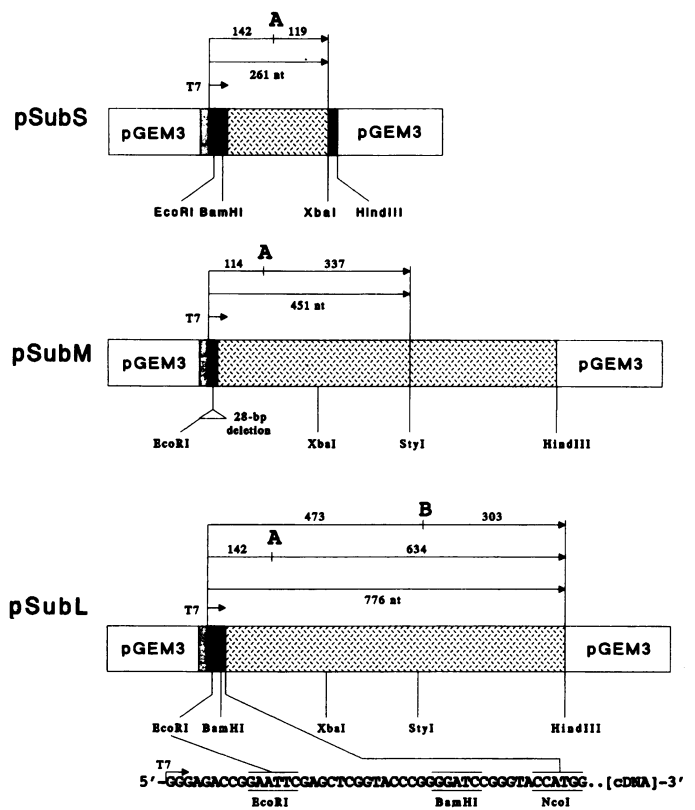 A
142 119
261 nt
T7
pSubS
pGEM3 pGEM3
EcoRI BamHI XbaI HindIII
A
114 337
451 nt
T7
pSubM
pGEM3 pGEM3
28-bp
deletion
EcoRI XbaI StyI HindIII
B
473 303
A
142 634
776 nt
T7
pSubL
pGEM3 pGEM3
EcoRI BamHI XbaI StyI HindIII
T7
5'-GGGAGACCGGAATTCGAGCTCGGTACCCGGGGATCCGGGTACCATGG..[cDNA]-3'
EcoRI BamHI NcoI